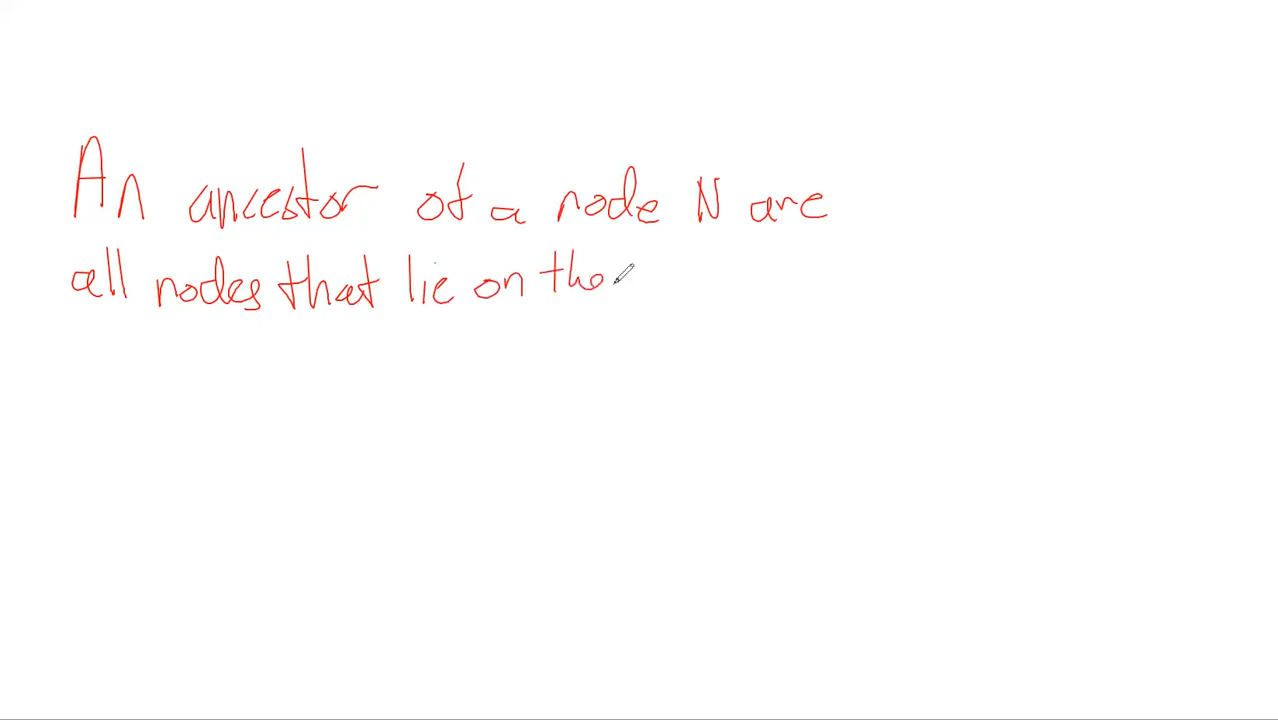 An ancestor of a node N are
all nodes that lie on the